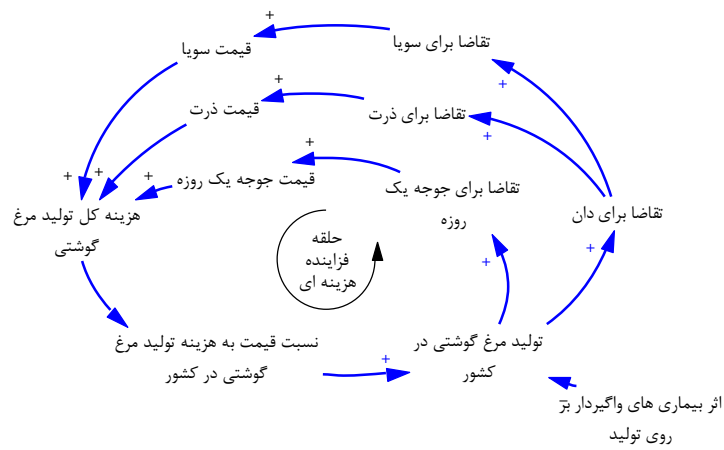 +
تقاضا برای سویا
قیمت سویا
+
+
تقاضا برای ذرت
قیمت ذرت
+
+
+
+
+
قیمت جوجه یک روزه
تقاضا برای جوجه یک
روزه
تقاضا برای دان
هزینه کل تولید مرغ
گوشتی
حلقه
فزاینده
هزینه ای
+
+
نسبت قیمت به هزینه تولید مرغ
گوشتی در کشور
+
تولید مرغ گوشتی در
کشور
–
اثر بیماری های واگیردار بر
روی تولید